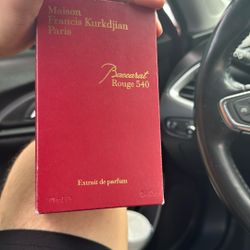 Maison
Francis Kurkdjian
Paris
Baccarat
Rouge 540
Extrait de parfum